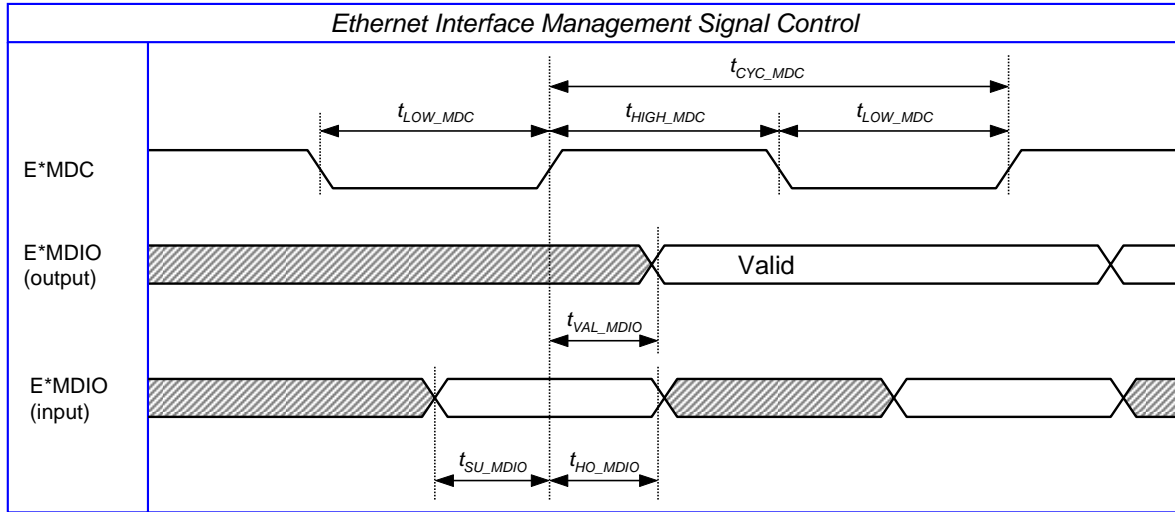 Ethernet Interface Management Signal Control
tCYC_MDC
tLOW_MDC
tHIGH_MDC
tLOW_MDC
E*MDC
E*MDIO
(output)
Valid
tVAL_MDIO
E*MDIO
(input)
tSU_MDIO
tHO_MDIO